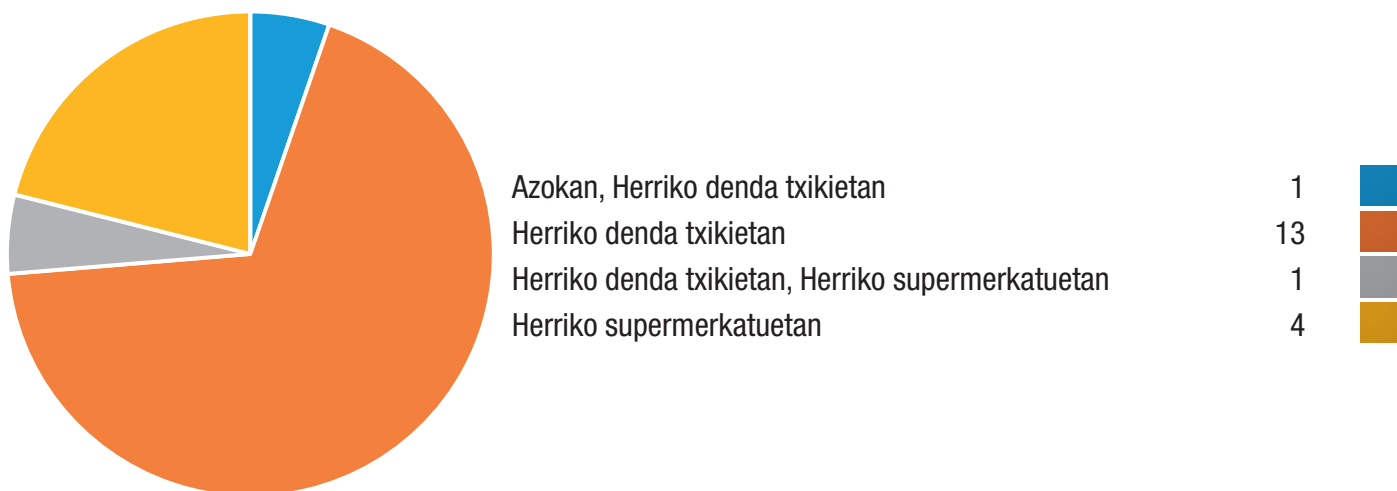 Azokan, Herriko denda txikietan 1
Herriko denda txikietan 13
Herriko denda txikietan, Herriko supermerkatuetan 1
Herriko supermerkatuetan 4